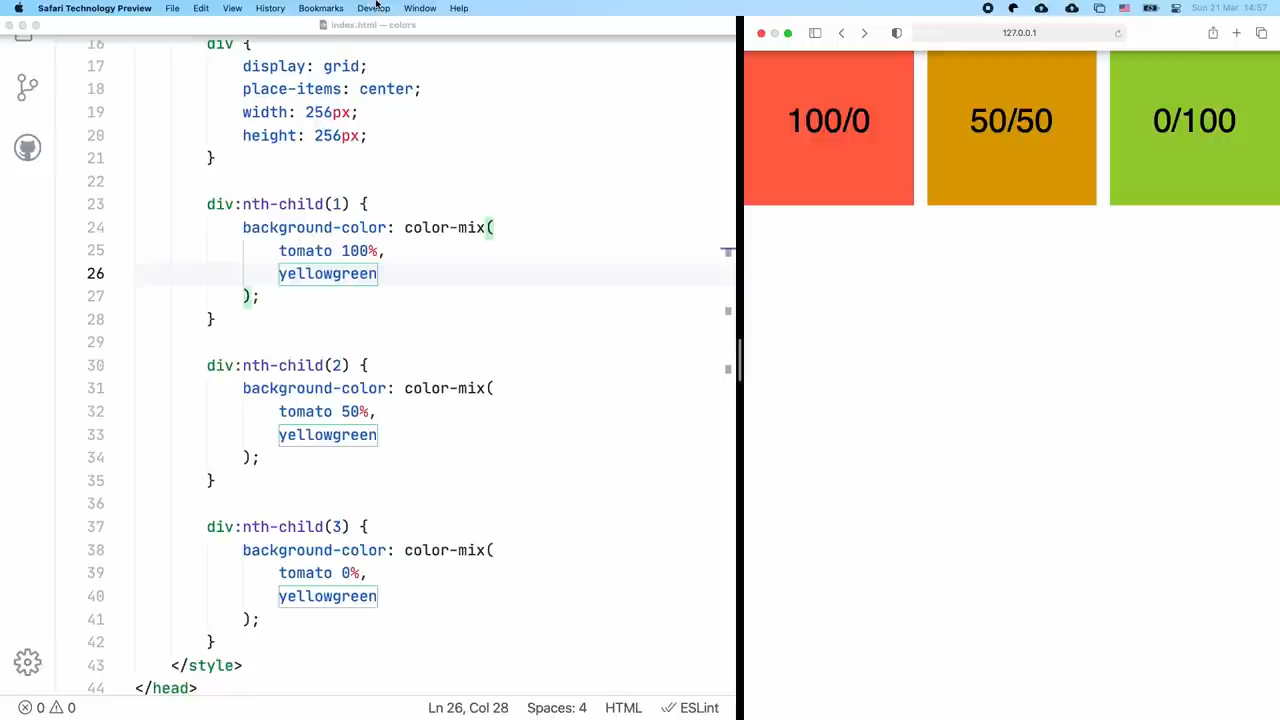 Safari Technology Preview File Edit View History Bookmarks Develop Window Help Sun 21 Mar 14:57
index.html — colors
127.0.0.1
16 div {
17 display: grid;
18 place-items: center;
19 width: 256px;
20 height: 256px;
21 }
22
23 div:nth-child(1) {
24 background-color: color-mix(
25 tomato 100%,
26 yellowgreen
27 );
28 }
29
30 div:nth-child(2) {
31 background-color: color-mix(
32 tomato 50%,
33 yellowgreen
34 );
35 }
36
37 div:nth-child(3) {
38 background-color: color-mix(
39 tomato 0%,
40 yellowgreen
41 );
42 }
43 </style>
44 </head>
0 0 Ln 26, Col 28 Spaces: 4 HTML ESLint
100/0 50/50 0/100